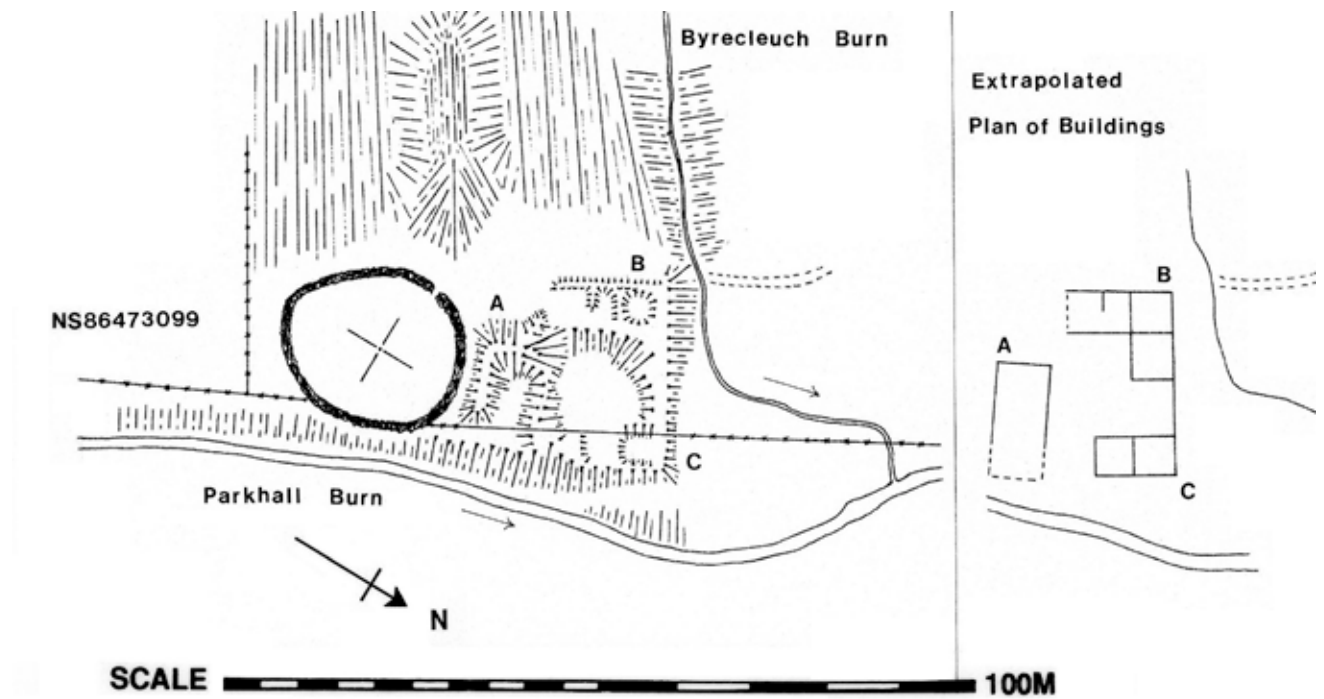 Byrecleuch Burn
Extrapolated
Plan of Buildings
B
A
NS86473099
C
Parkhall Burn
N
SCALE
100M
B
A
C